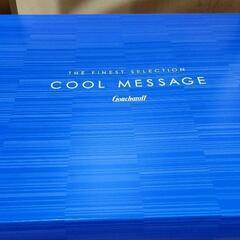 THE FINEST SELECTION
COOL MESSAGE
Goncharoff